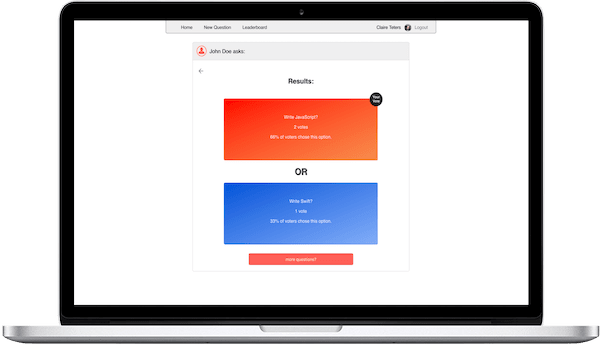 Home New Question Leaderboard Claire Teters Logout
John Doe asks:
Results:
Your
Vote
Write JavaScript?
2 votes
66% of voters chose this option.
OR
Write Swift?
1 vote
33% of voters chose this option.
more questions?